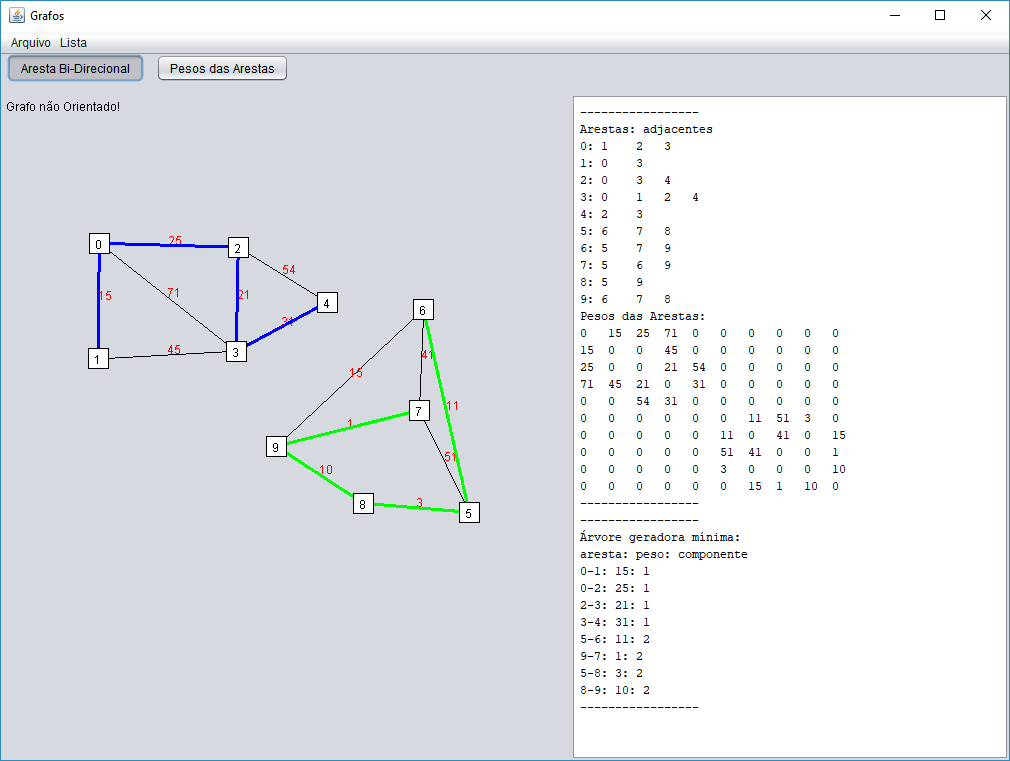 Grafos
Arquivo Lista
Aresta Bi-Direcional Pesos das Arestas
Grafo não Orientado!
0
25
2
54
71
15
21
4
31
45
3
1
6
41
15
11
7
1
9
51
10
8
3
5
-----------------
Arestas: adjacentes
0: 1 2 3
1: 0 3
2: 0 3 4
3: 0 1 2 4
4: 2 3
5: 6 7 8
6: 5 7 9
7: 5 6 9
8: 5 9
9: 6 7 8
Pesos das Arestas:
0 15 25 71 0 0 0 0 0 0
15 0 0 45 0 0 0 0 0 0
25 0 0 21 54 0 0 0 0 0
71 45 21 0 31 0 0 0 0 0
0 0 54 31 0 0 0 0 0 0
0 0 0 0 0 0 11 51 3 0
0 0 0 0 0 11 0 41 0 15
0 0 0 0 0 51 41 0 0 1
0 0 0 0 0 3 0 0 0 10
0 0 0 0 0 0 15 1 10 0
-----------------
-----------------
Árvore geradora mínima:
aresta: peso: componente
0-1: 15: 1
0-2: 25: 1
2-3: 21: 1
3-4: 31: 1
5-6: 11: 2
9-7: 1: 2
5-8: 3: 2
8-9: 10: 2
-----------------